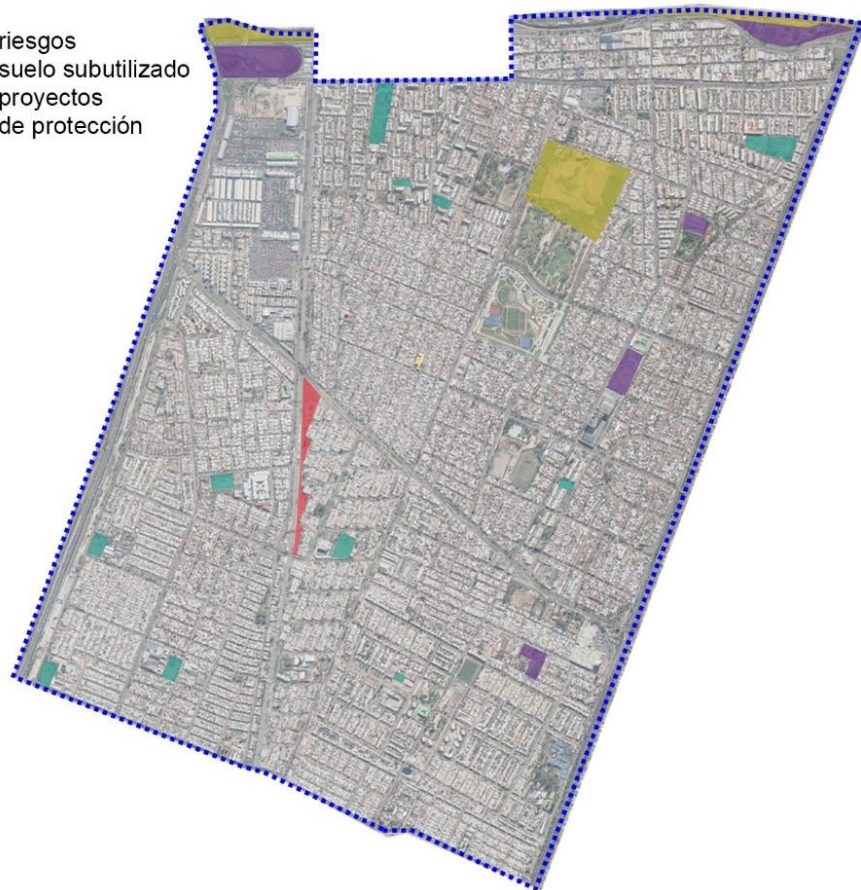 riesgos
suelo subutilizado
proyectos
de protección